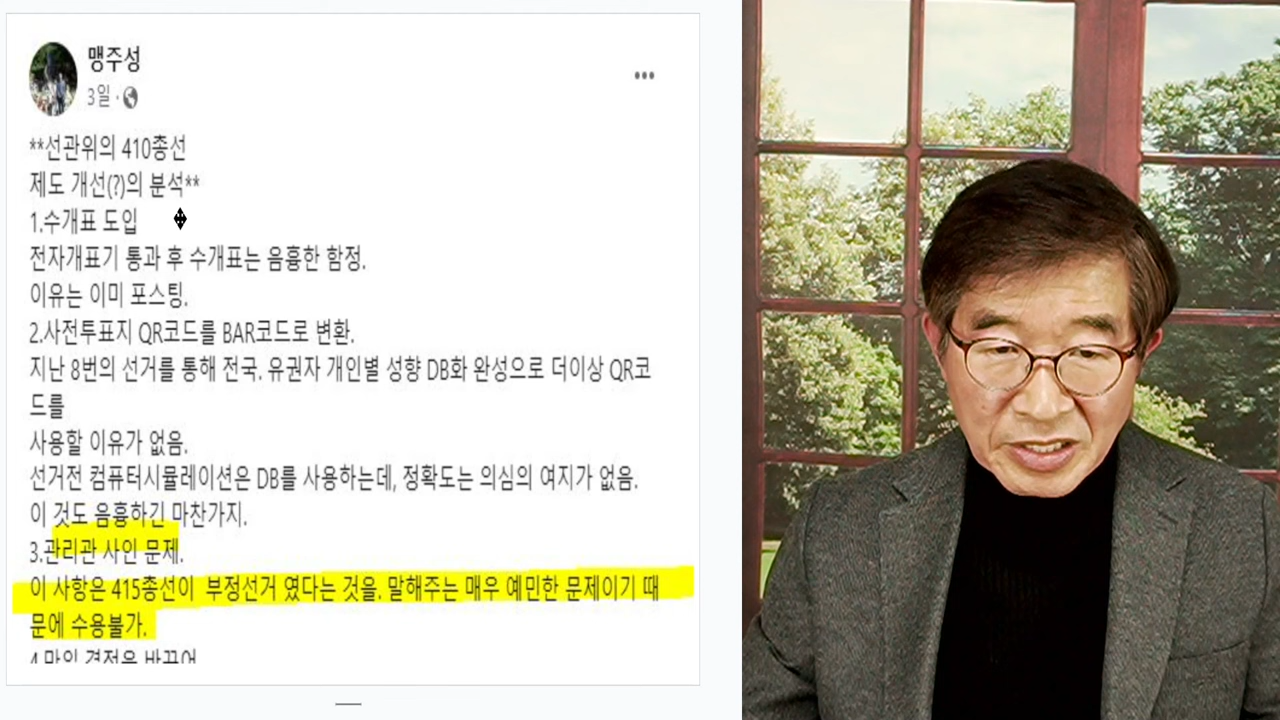 맹주성
3일 ·
**선관위의 410총선
제도 개선(?)의 분석**
1.수개표 도입
전자개표기 통과 후 수개표는 음흉한 함정.
이유는 이미 포스팅.
2.사전투표지 QR코드를 BAR코드로 변환.
지난 8번의 선거를 통해 전국. 유권자 개인별 성향 DB화 완성으로 더이상 QR코
드를
사용할 이유가 없음.
선거전 컴퓨터시뮬레이션은 DB를 사용하는데, 정확도는 의심의 여지가 없음.
이 것도 음흉하긴 마찬가지.
3.관리관 사인 문제.
이 사항은 415총선이 부정선거 였다는 것을. 말해주는 매우 예민한 문제이기 때
문에 수용불가.
4.만일 결정을 바꾸어